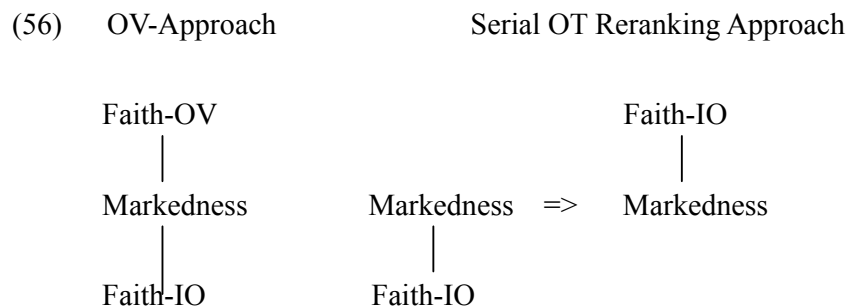 (56) OV-Approach Serial OT Reranking Approach
Faith-OV Faith-IO
Markedness Markedness => Markedness
Faith-IO Faith-IO